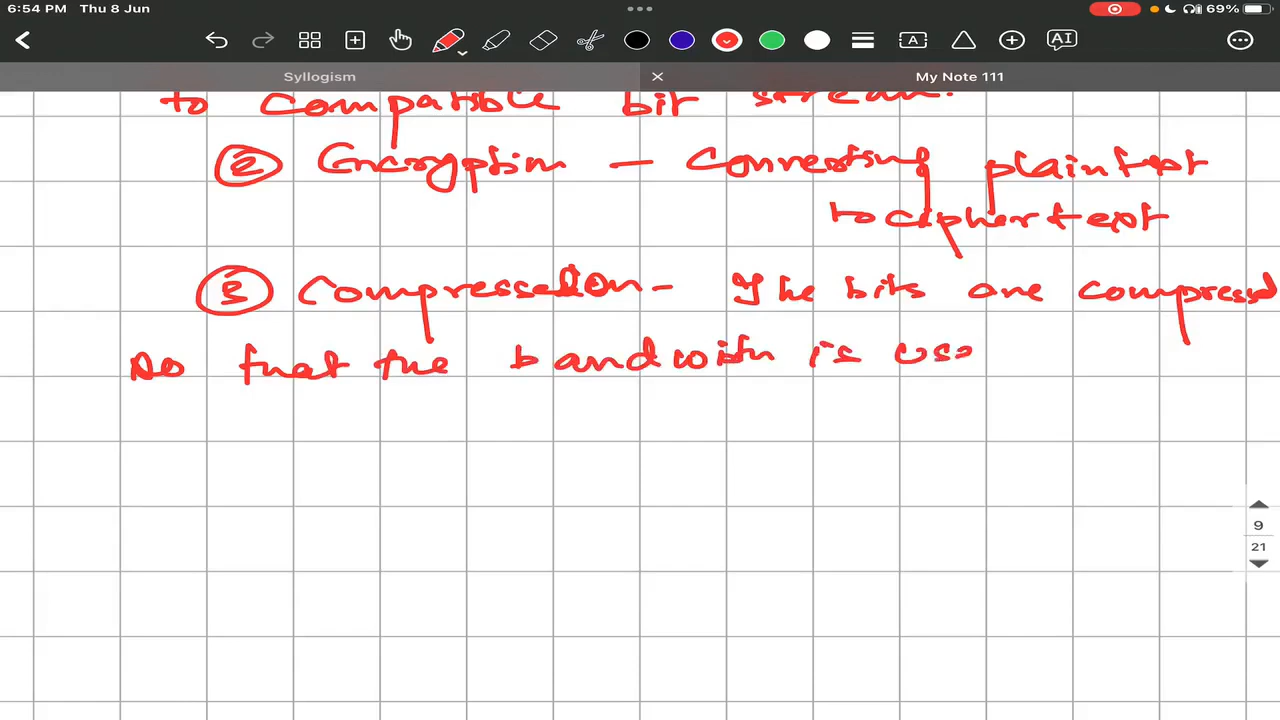 6:54 PM Thu 8 Jun 69%
Syllogism My Note 111
to compatible bit stream.
② Encryption — Converting plaintext
to ciphertext
③ Compression - The bits are compressed
so that the bandwidth is use
9
21